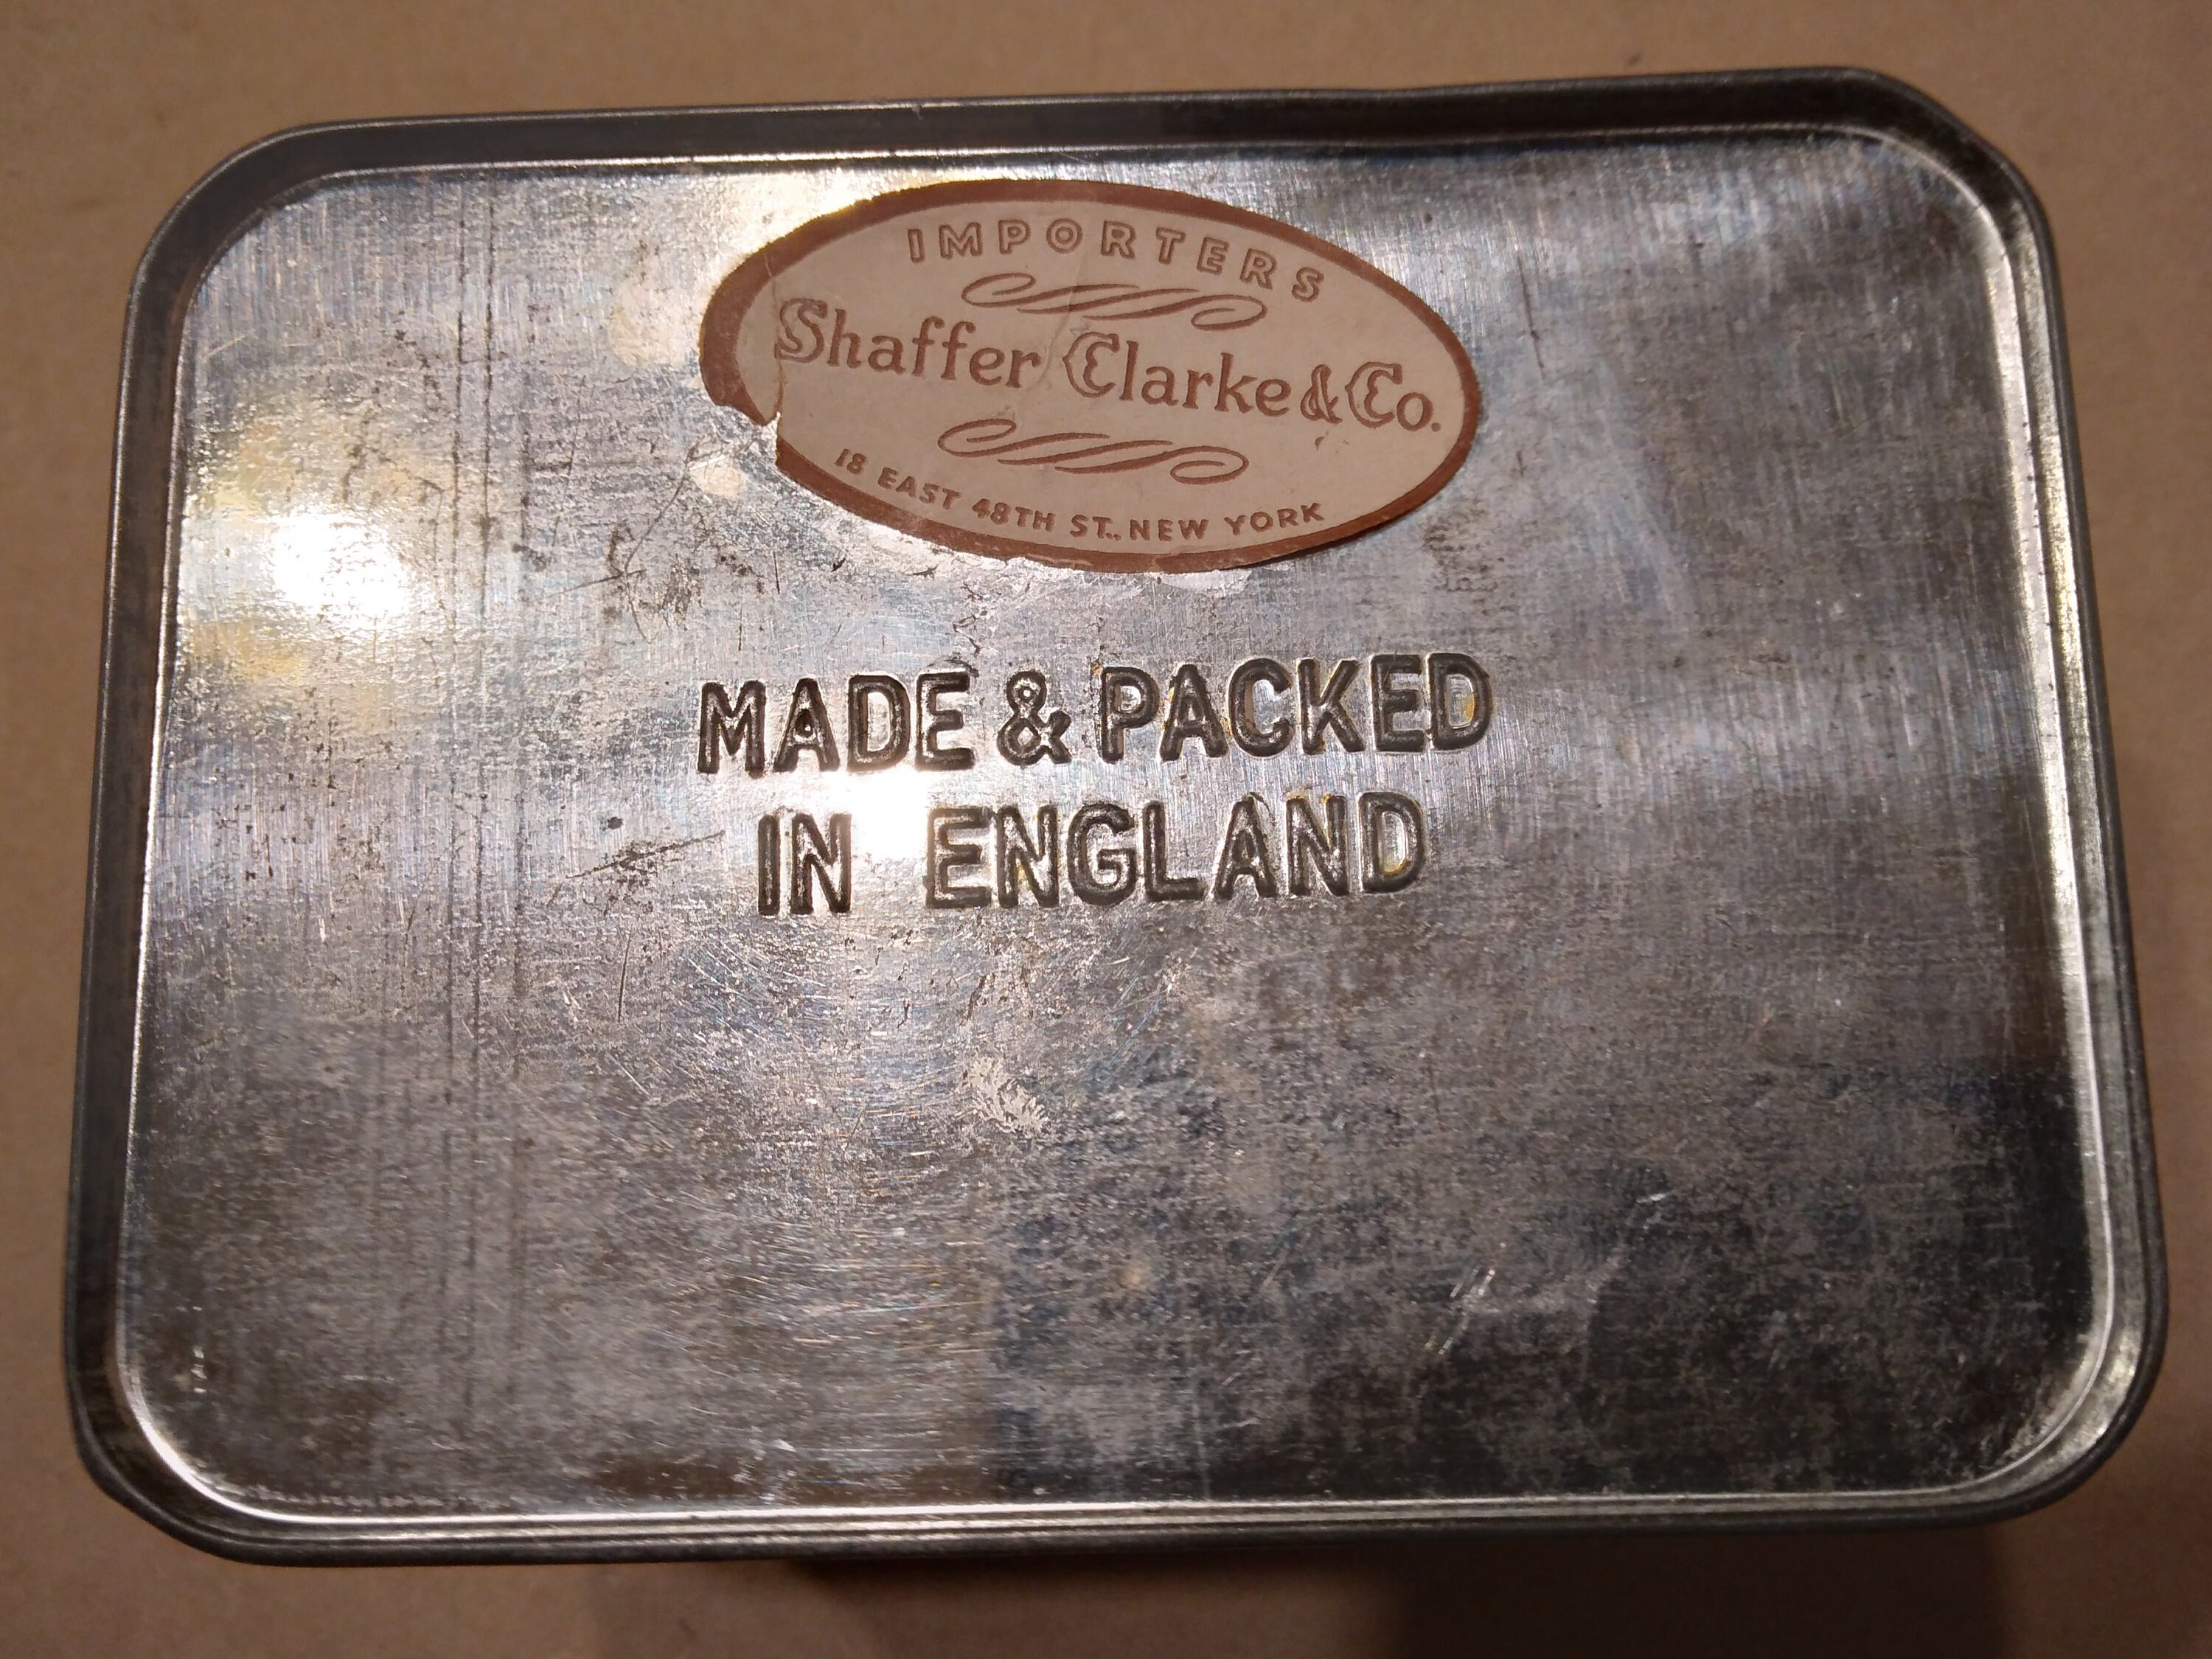 IMPORTERS
Shaffer Clarke & Co.
18 EAST 48TH ST., NEW YORK
MADE & PACKED
IN ENGLAND